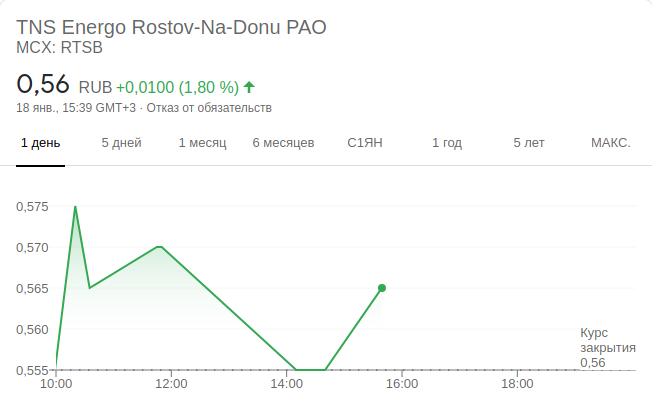 TNS Energo Rostov-Na-Donu PAO
MCX: RTSB
0,56 RUB +0,0100 (1,80 %)
18 янв., 15:39 GMT+3 · Отказ от обязательств
1 день 5 дней 1 месяц 6 месяцев С1ЯН 1 год 5 лет МАКС.
0,575
0,570
0,565
0,560
0,555
Курс
закрытия
0,56
10:00 12:00 14:00 16:00 18:00